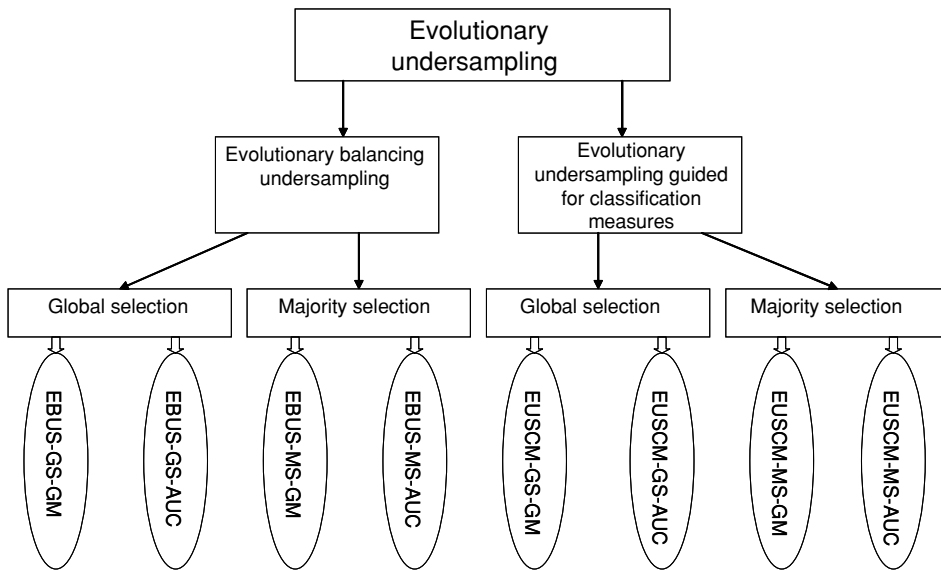 Evolutionary
undersampling
Evolutionary balancing
undersampling
Evolutionary
undersampling guided
for classification
measures
Global selection
Majority selection
Global selection
Majority selection
EBUS-GS-GM
EBUS-GS-AUC
EBUS-MS-GM
EBUS-MS-AUC
EUSCM-GS-GM
EUSCM-GS-AUC
EUSCM-MS-GM
EUSCM-MS-AUC